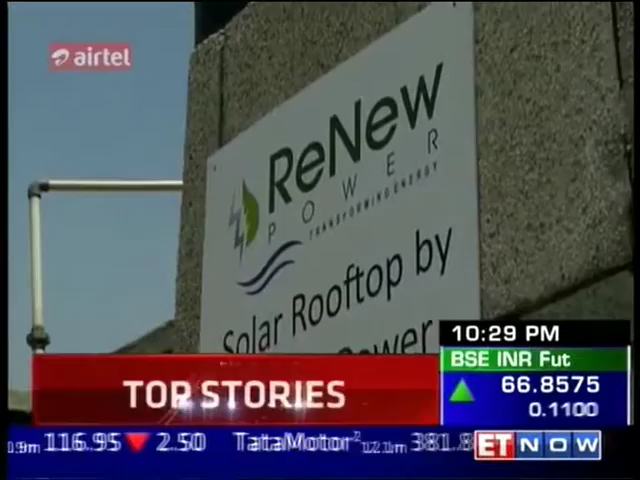 airtel
ReNew
POWER
TRANSFORMING ENERGY
Solar Rooftop by
Power
10:29 PM
BSE INR Fut
66.8575
0.1100
TOP STORIES
116.95 2.50 TataMotor 381.8
ET NOW